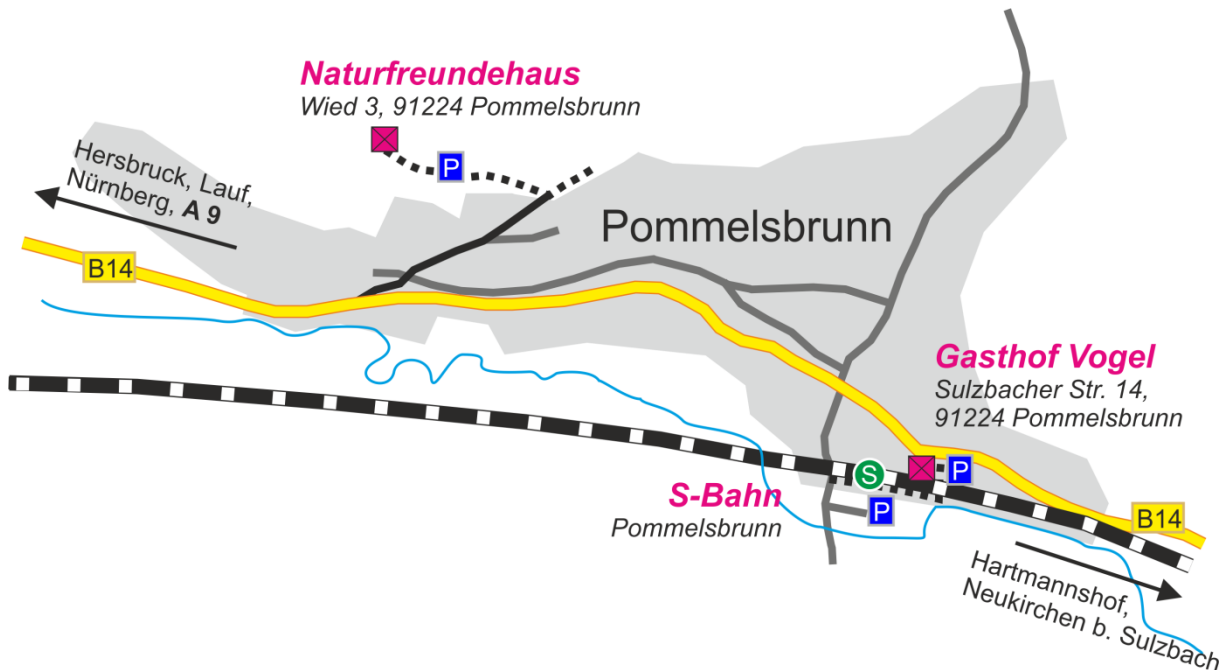 Naturfreundehaus
Wied 3, 91224 Pommelsbrunn
P
Hersbruck, Lauf,
Nürnberg, A 9
B14
Pommelsbrunn
Gasthof Vogel
Sulzbacher Str. 14,
91224 Pommelsbrunn
S
P
S-Bahn
Pommelsbrunn
P
B14
Hartmannshof,
Neukirchen b. Sulzbach